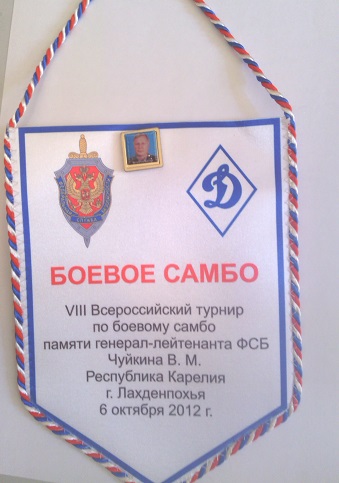 Д
БОЕВОЕ САМБО
VIII Всероссийский турнир
по боевому самбо
памяти генерал-лейтенанта ФСБ
Чуйкина В. М.
Республика Карелия
г. Лахденпохья
6 октября 2012 г.